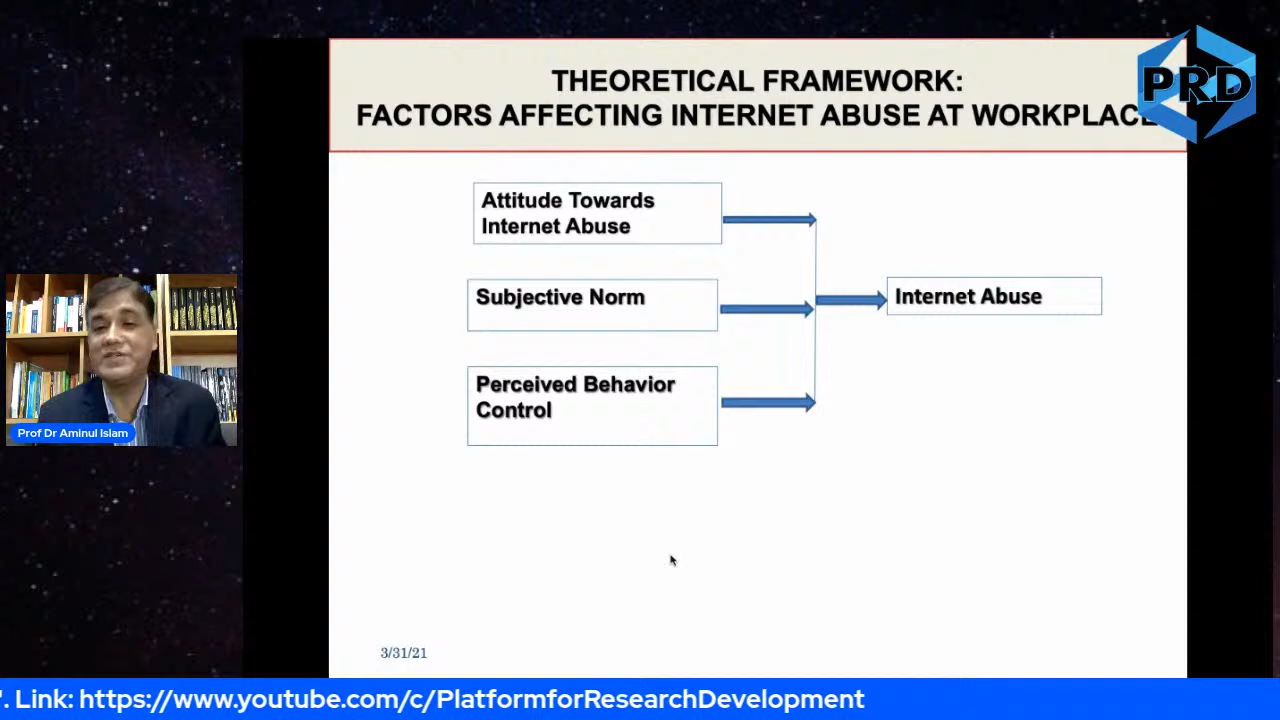 THEORETICAL FRAMEWORK:
FACTORS AFFECTING INTERNET ABUSE AT WORKPLACE
PRD
Attitude Towards
Internet Abuse
Subjective Norm
Internet Abuse
Perceived Behavior
Control
Prof Dr Aminul Islam
3/31/21
. Link: https://www.youtube.com/c/PlatformforResearchDevelopment